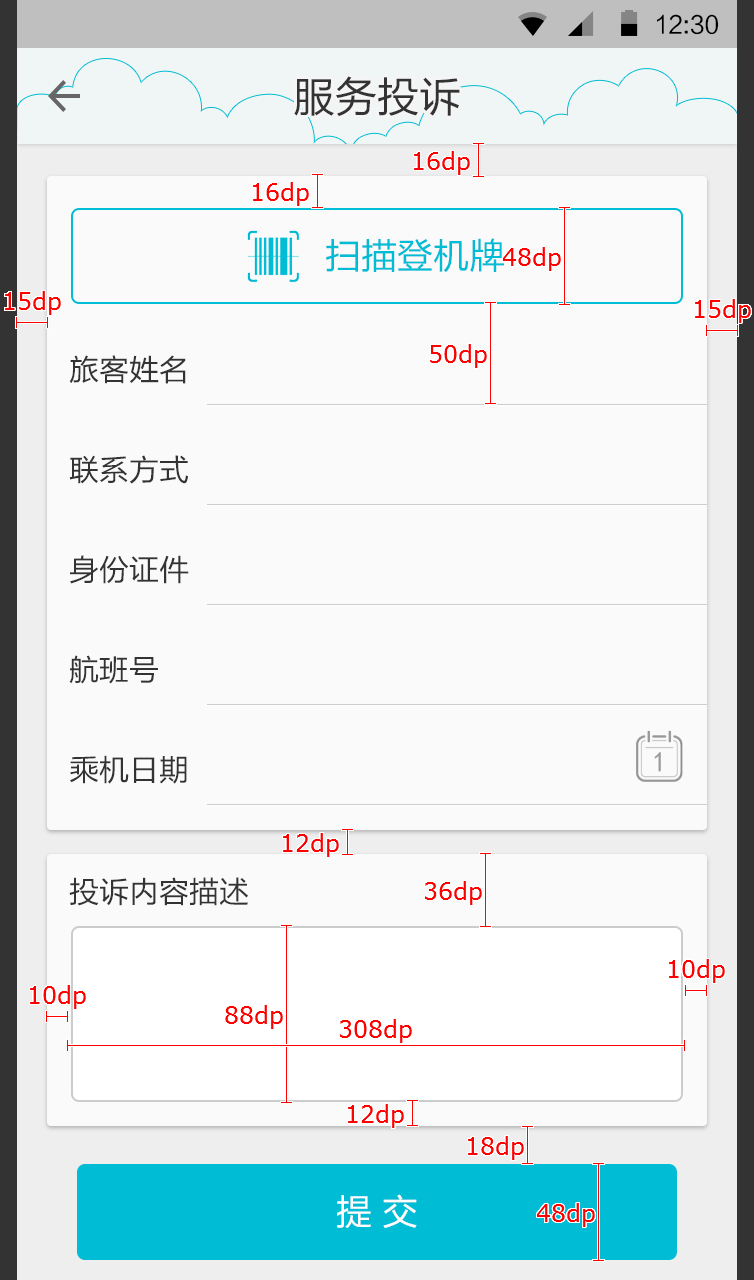 12:30
服务投诉
16dp
16dp
扫描登机牌
48dp
15dp
15dp
50dp
旅客姓名
联系方式
身份证件
航班号
乘机日期
1
12dp
投诉内容描述
36dp
10dp
10dp
88dp
308dp
12dp
18dp
提 交
48dp